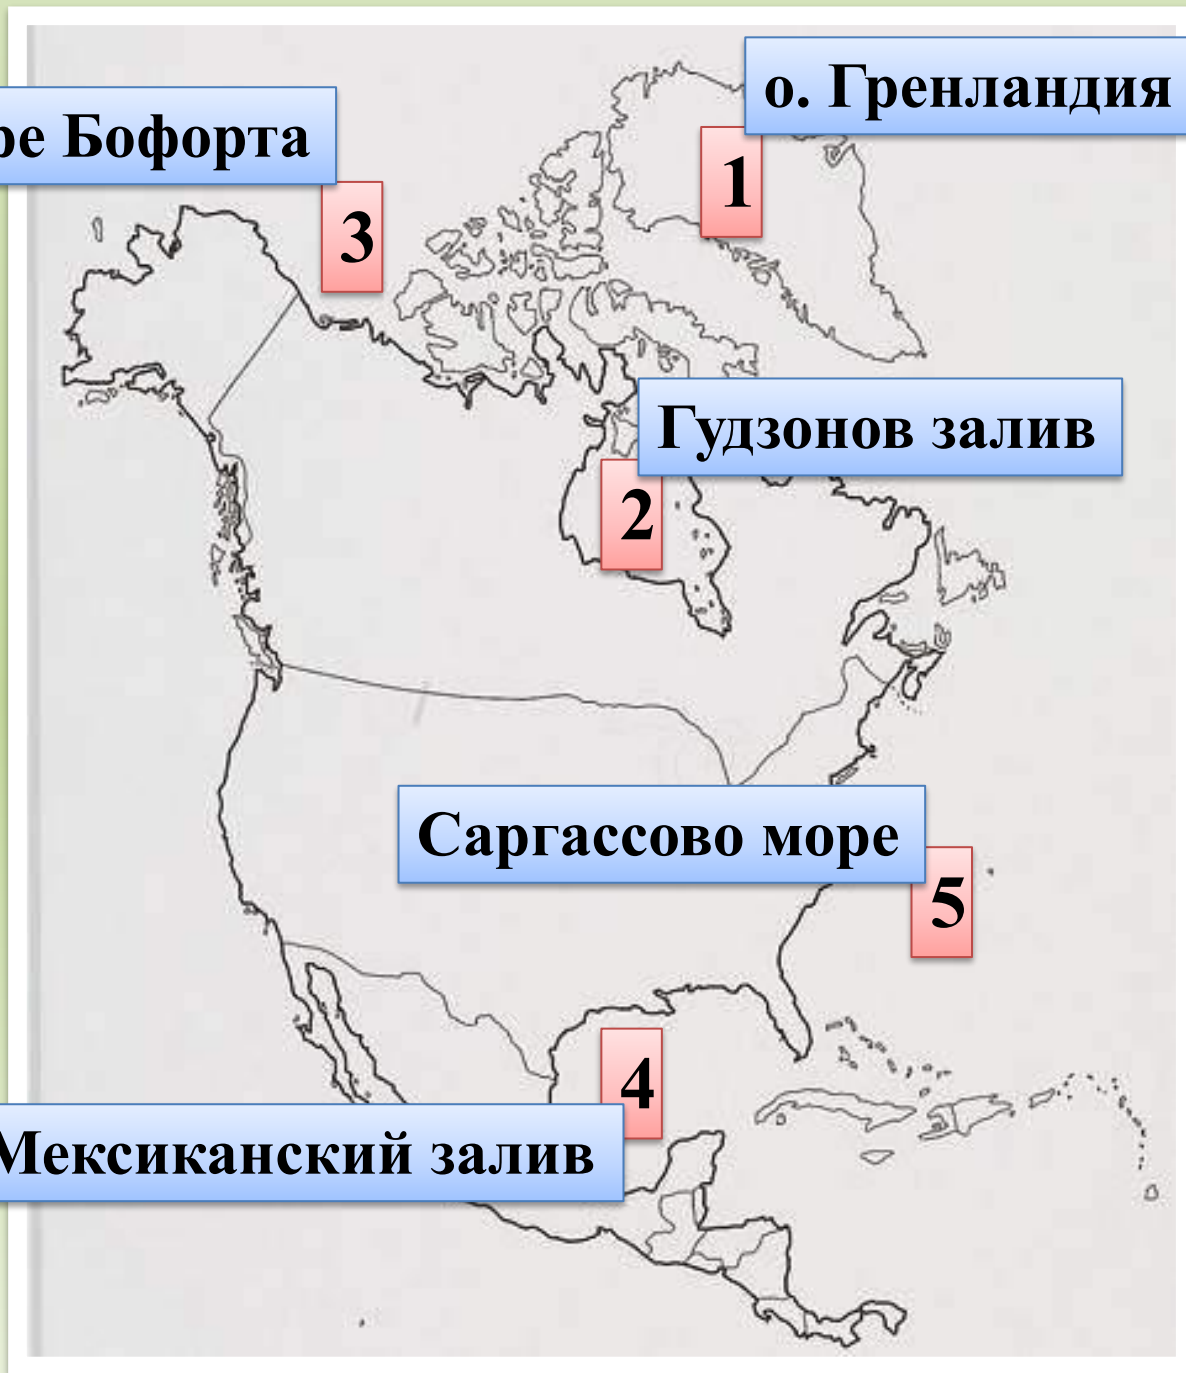 о. Гренландия
ре Бофорта
1
3
Гудзонов залив
2
Саргассово море
5
4
Мексиканский залив